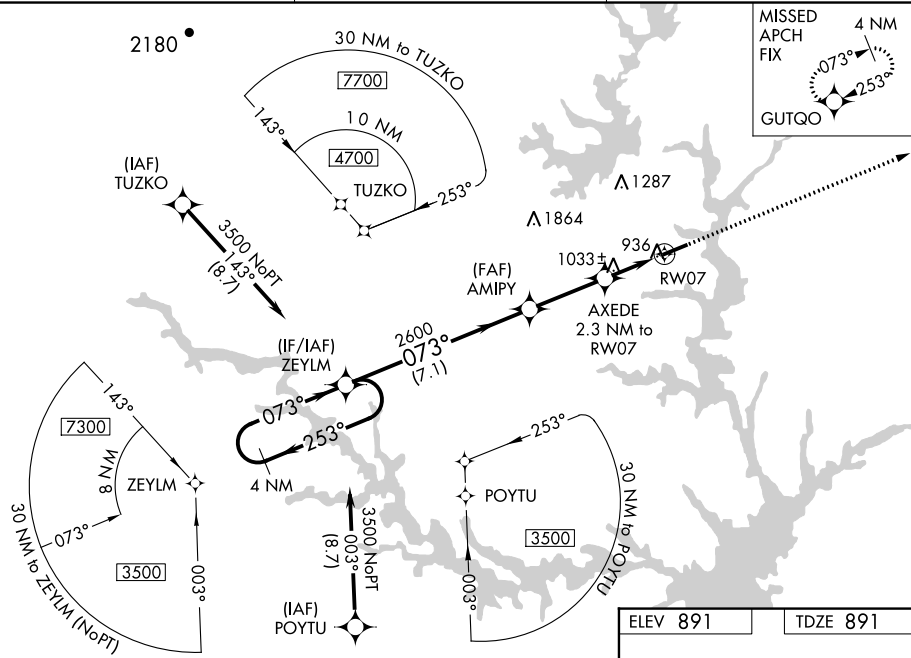 2180
30 NM to TUZKO
7700
143°
10 NM
4700
TUZKO
253°
MISSED
APCH
FIX
4 NM
073°
253°
GUTQO
(IAF)
TUZKO
3500 NoPT
143°
(8.7)
1287
1864
1033±
936
RW07
(FAF)
AMIPY
AXEDE
2.3 NM to
RW07
(IF/IAF)
ZEYLM
2600
073°
(7.1)
073°
253°
4 NM
143°
7300
8 NM
ZEYLM
073°
3500
003°
30 NM to ZEYLM (NoPT)
3500 NoPT
003°
(8.7)
(IAF)
POYTU
253°
POYTU
3500
003°
30 NM to POYTU
ELEV 891
TDZE 891